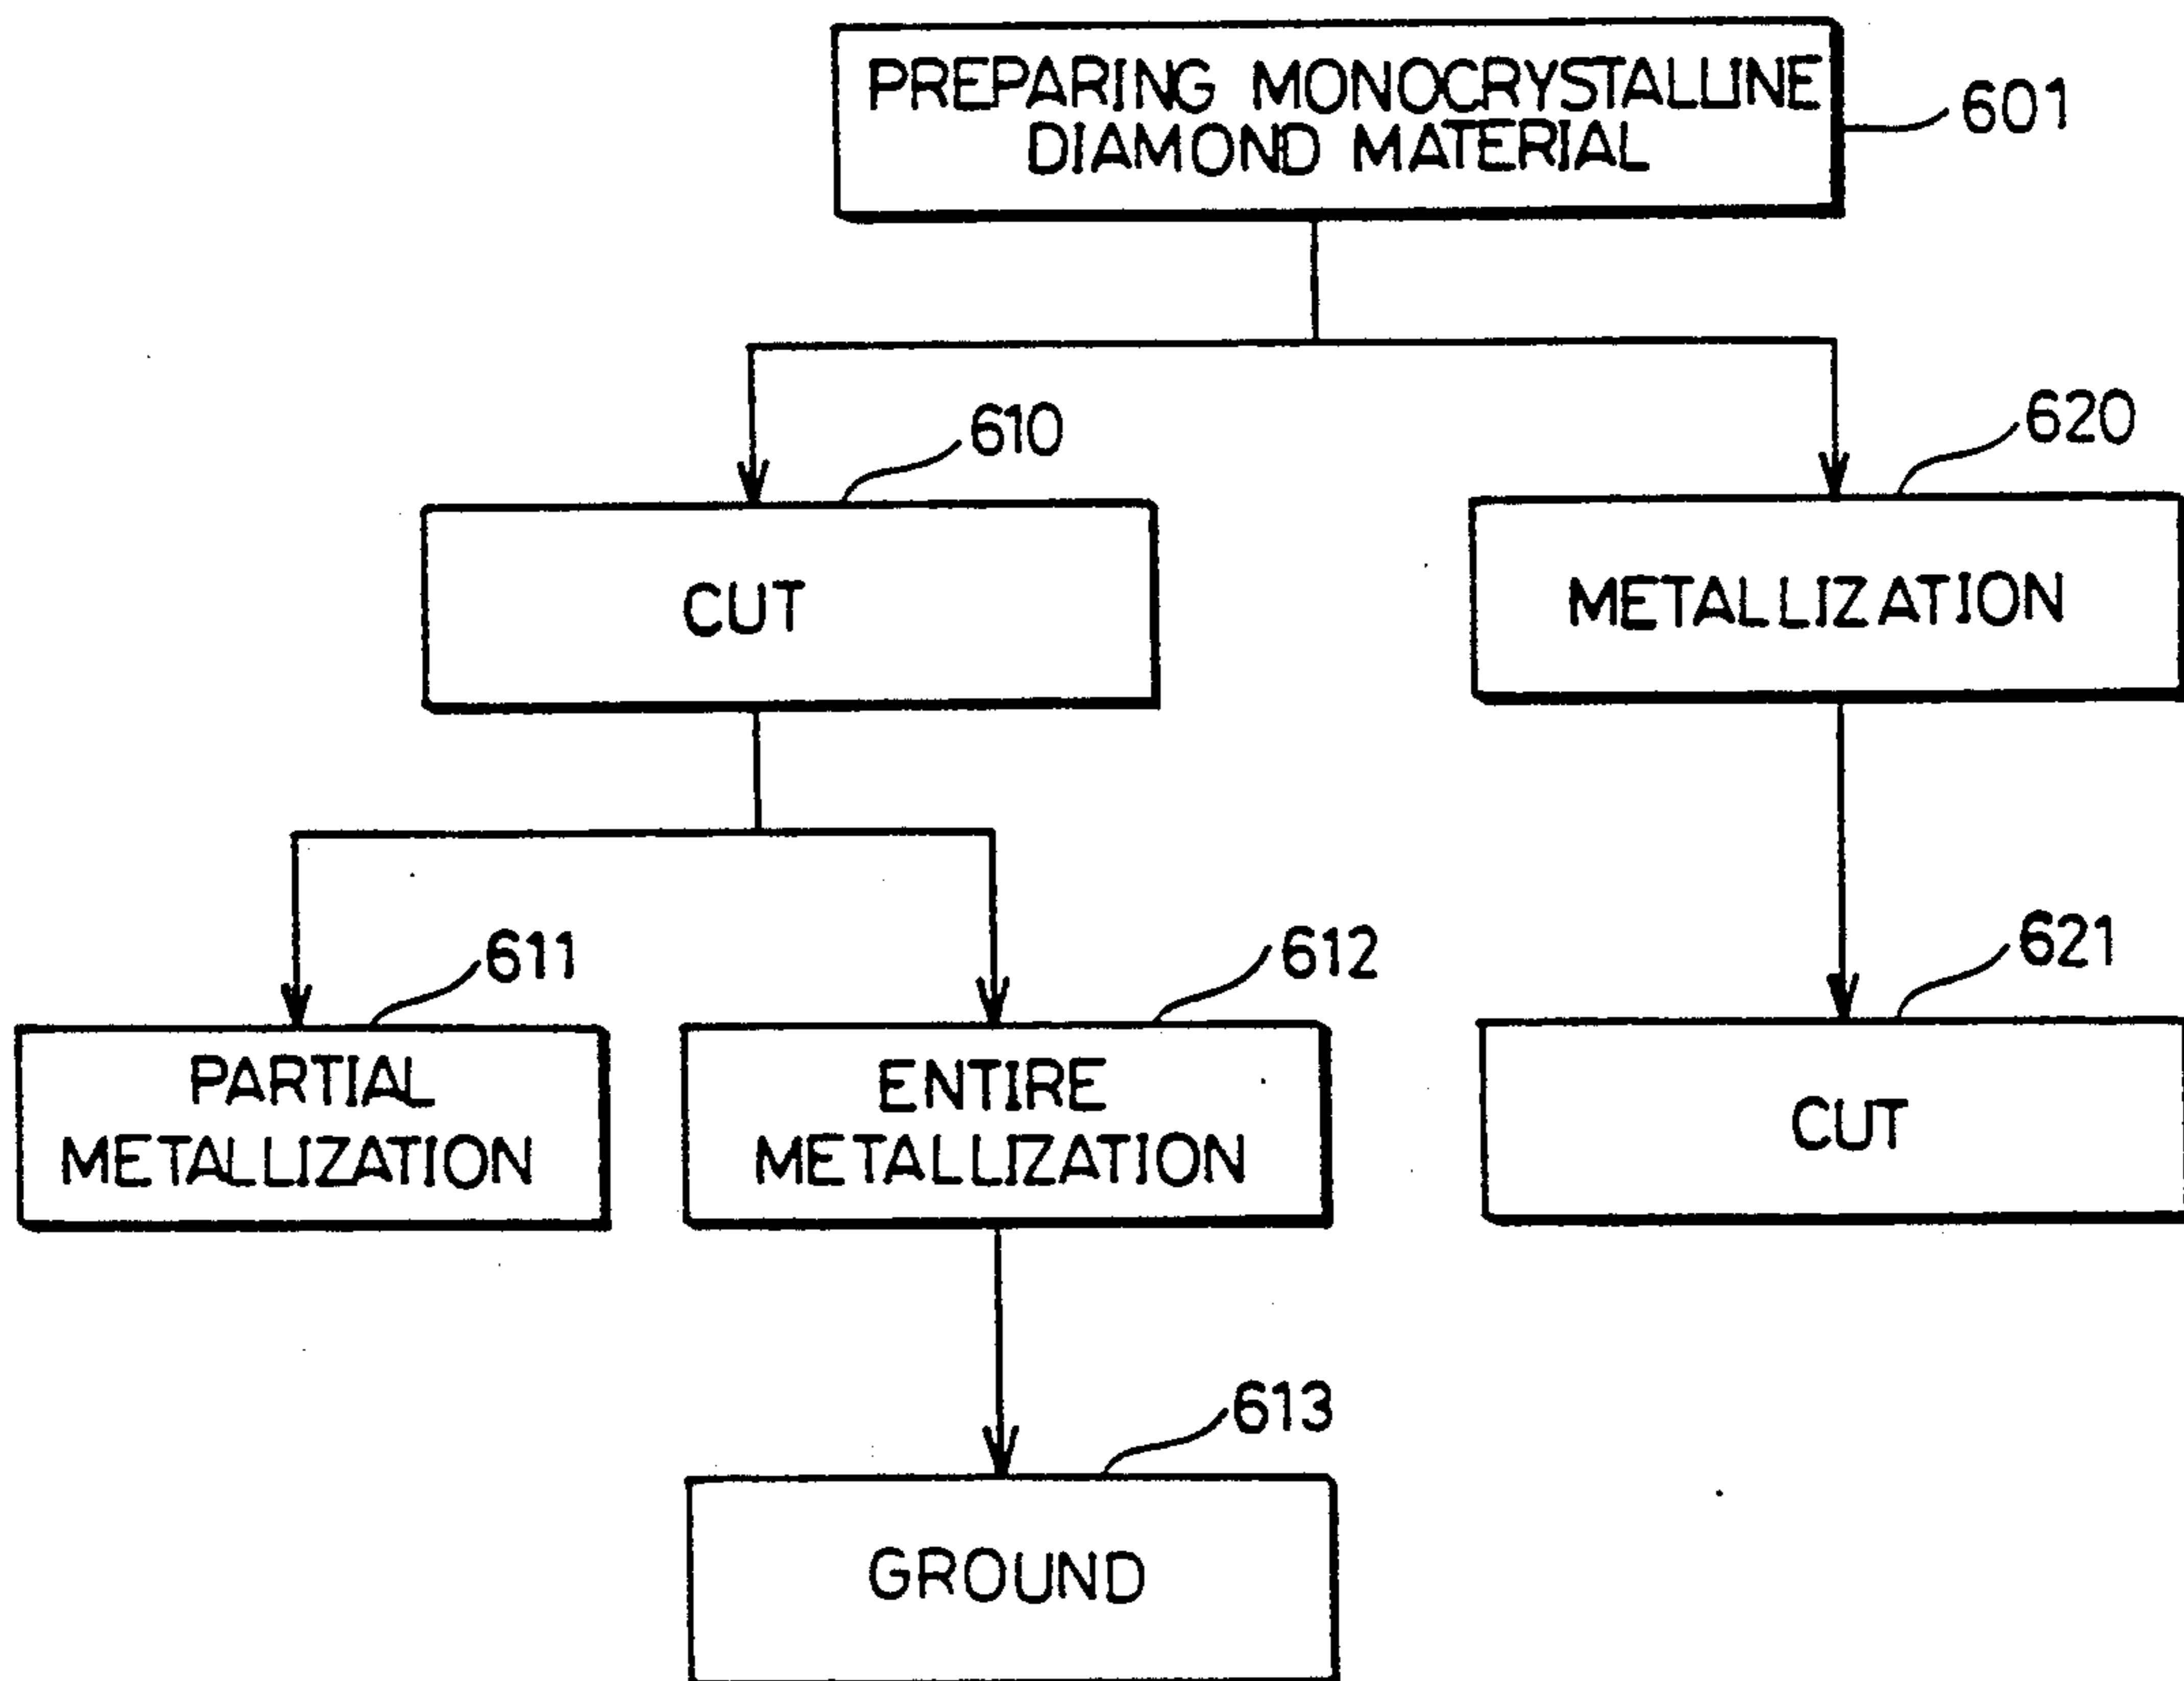 PREPARING MONOCRYSTALLINE
DIAMOND MATERIAL
601
610
620
CUT
METALLIZATION
611
612
621
PARTIAL
METALLIZATION
ENTIRE
METALLIZATION
CUT
613
GROUND